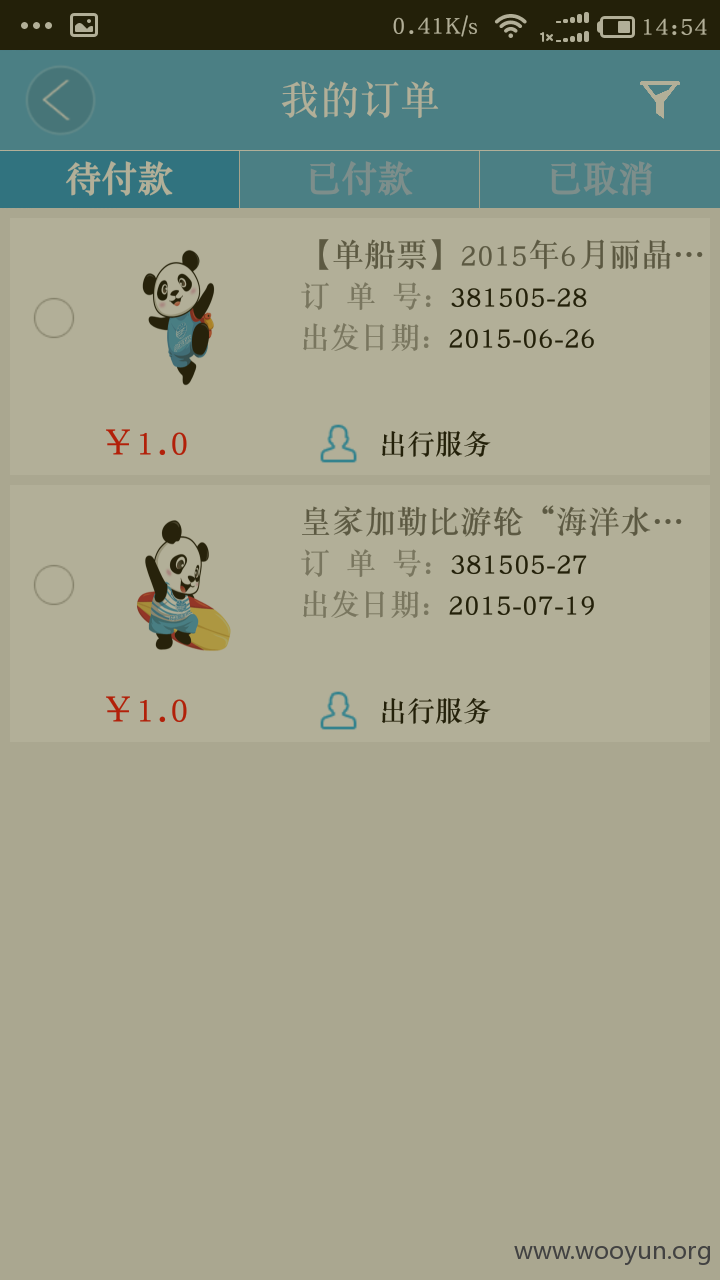 0.41K/s 1x 14:54
我的订单
待付款 已付款 已取消
【单船票】2015年6月丽晶…
订 单 号：381505-28
出发日期：2015-06-26
￥1.0 出行服务
皇家加勒比游轮“海洋水…
订 单 号：381505-27
出发日期：2015-07-19
￥1.0 出行服务
www.wooyun.org